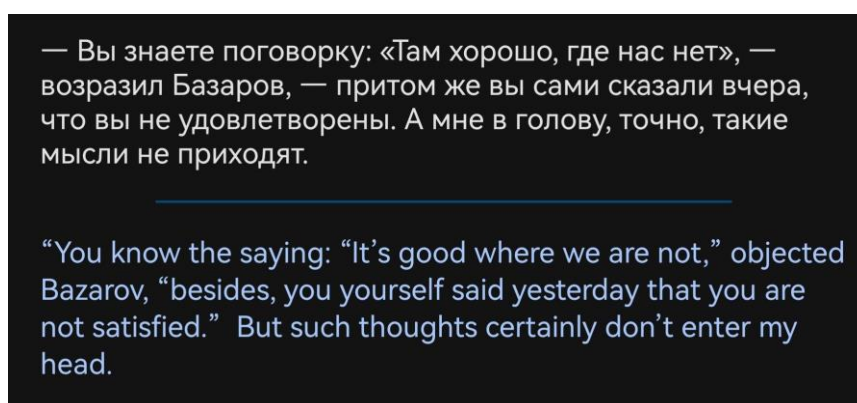 — Вы знаете поговорку: «Там хорошо, где нас нет», —
возразил Базаров, — притом же вы сами сказали вчера,
что вы не удовлетворены. А мне в голову, точно, такие
мысли не приходят.
“You know the saying: “It’s good where we are not,” objected
Bazarov, “besides, you yourself said yesterday that you are
not satisfied.”  But such thoughts certainly don’t enter my
head.